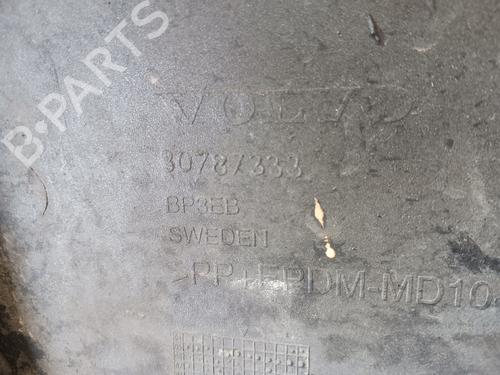 B-PARTS
VOLVO
30787333
BP3EB
SWEDEN
>PP+EPDM-MD10